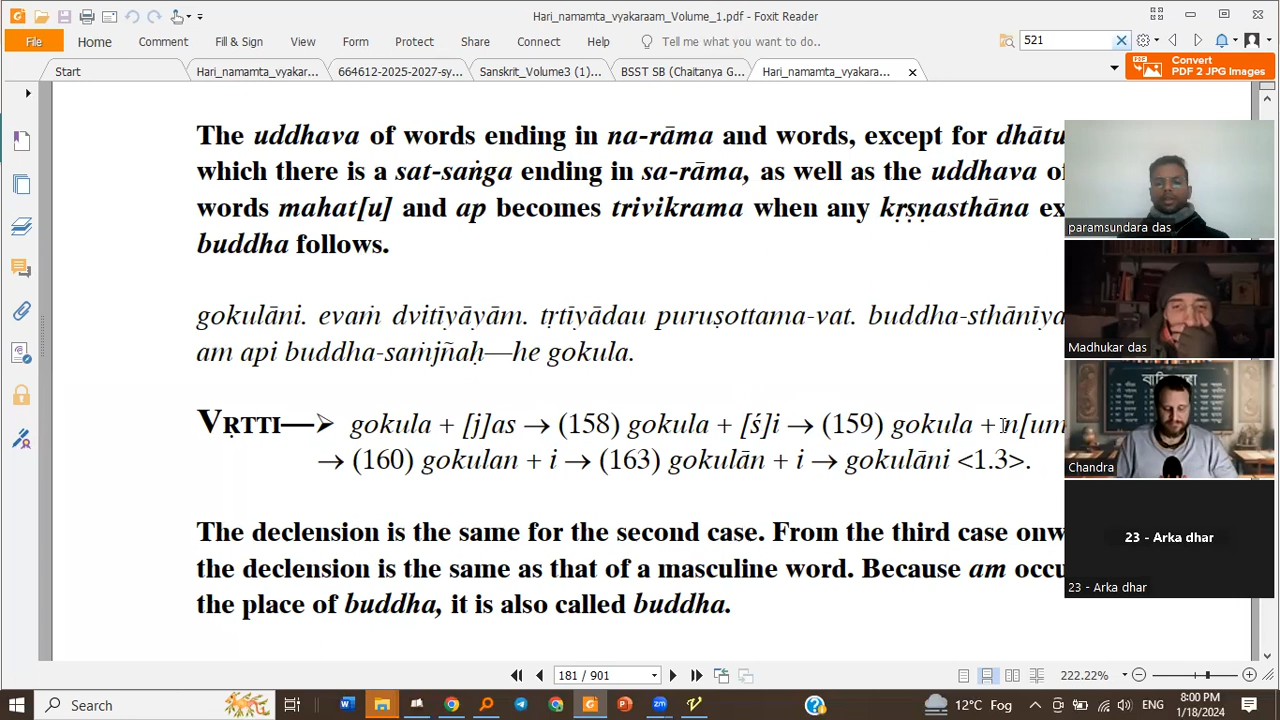 Hari_namamta_vyakaraam_Volume_1.pdf - Foxit Reader
File Home Comment Fill & Sign View Form Protect Share Connect Help Tell me what you want to do.. 521
Start Hari_namamta_vyakar... 664612-2025-2027-sy... Sanskrit_Volume3 (1)... BSST SB (Chaitanya G... Hari_namamta_vyakara...
Convert
PDF 2 JPG Images
The uddhava of words ending in na-rāma and words, except for dhātu
which there is a sat-saṅga ending in sa-rāma, as well as the uddhava of
words mahat[u] and ap becomes trivikrama when any kṛṣṇasthāna ex
buddha follows.
gokulāni. evaṁ dvitīyāyām. tṛtīyādau puruṣottama-vat. buddha-sthānīya
am api buddha-saṁjñaḥ—he gokula.
VṚTTI—➢ gokula + [j]as → (158) gokula + [ś]i → (159) gokula + n[um
→ (160) gokulan + i → (163) gokulān + i → gokulāni <1.3>.
The declension is the same for the second case. From the third case onw
the declension is the same as that of a masculine word. Because am occu
the place of buddha, it is also called buddha.
paramsundara das
Madhukar das
Chandra
23 - Arka dhar
23 - Arka dhar
181 / 901 222.22%
Search 12°C Fog ENG 8:00 PM
1/18/2024